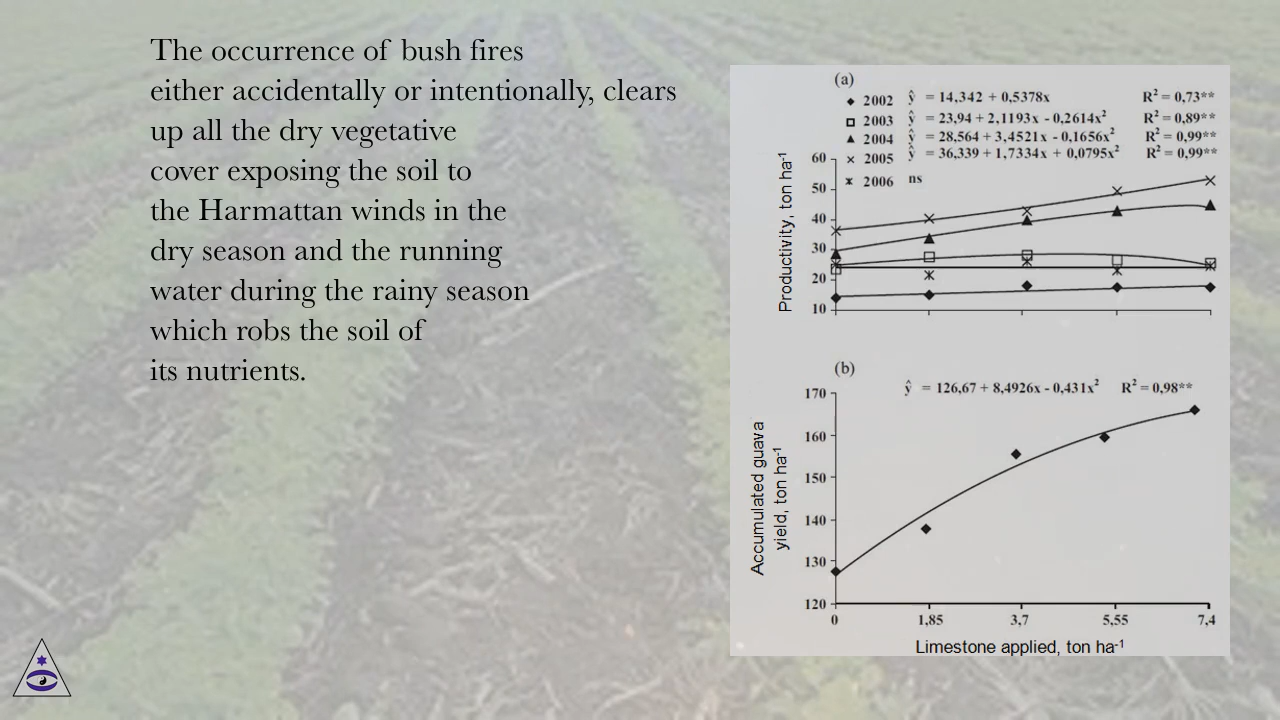 The occurrence of bush fires
either accidentally or intentionally, clears
up all the dry vegetative
cover exposing the soil to
the Harmattan winds in the
dry season and the running
water during the rainy season
which robs the soil of
its nutrients.
(a)
2002 ŷ = 14,342 + 0,5378x R² = 0,73**
2003 ŷ = 23,94 + 2,1193x - 0,2614x² R² = 0,89**
2004 ŷ = 28,564 + 3,4521x - 0,1656x² R² = 0,99**
2005 ŷ = 36,339 + 1,7334x + 0,0795x² R² = 0,99**
2006 ns
Productivity, ton ha⁻¹
60
50
40
30
20
10
(b)
ŷ = 126,67 + 8,4926x - 0,431x² R² = 0,98**
Accumulated guava
yield, ton ha⁻¹
170
160
150
140
130
120
0 1,85 3,7 5,55 7,4
Limestone applied, ton ha⁻¹